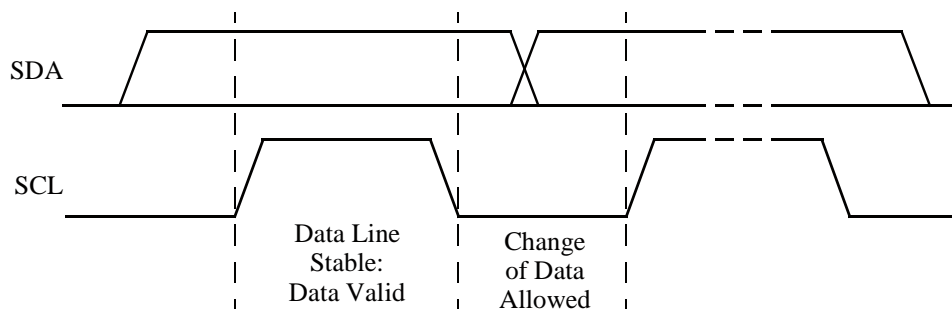 SDA
SCL
Data Line
Stable:
Data Valid
Change
of Data
Allowed